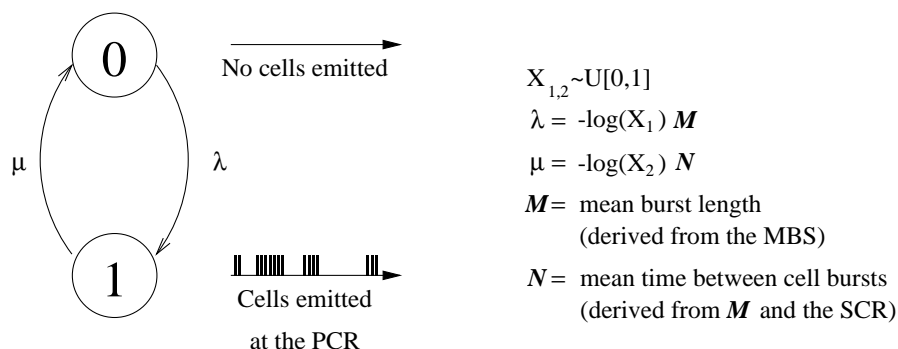 0
No cells emitted
μ
λ
1
Cells emitted
at the PCR
X1,2~U[0,1]
λ = -log(X1) M
μ = -log(X2) N
M = mean burst length
(derived from the MBS)
N = mean time between cell bursts
(derived from M and the SCR)